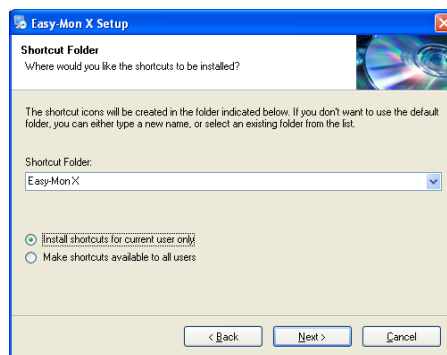 Easy-Mon X Setup
Shortcut Folder
Where would you like the shortcuts to be installed?
The shortcut icons will be created in the folder indicated below. If you don't want to use the default
folder, you can either type a new name, or select an existing folder from the list.
Shortcut Folder:
Easy-Mon X
Install shortcuts for current user only
Make shortcuts available to all users
< Back
Next >
Cancel